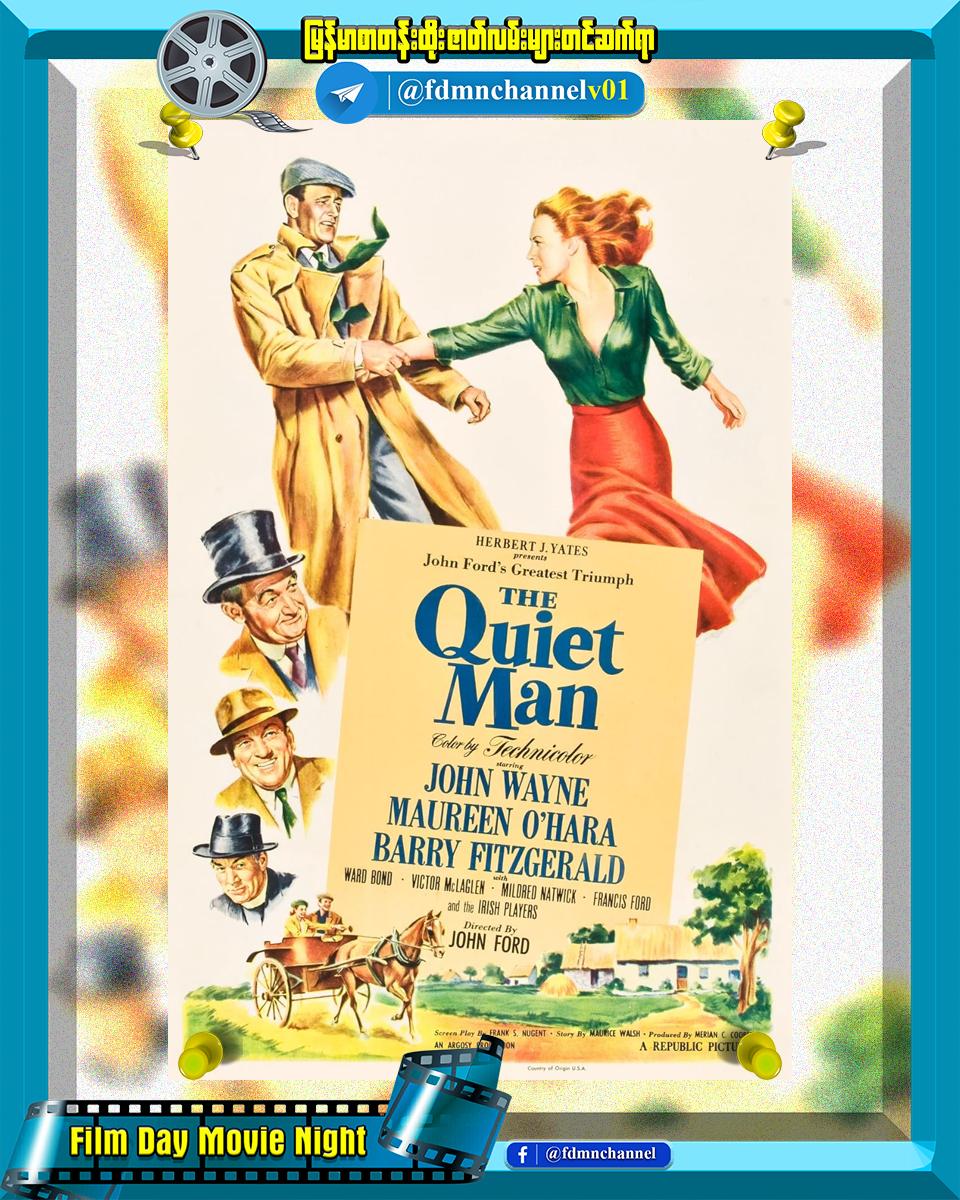 မြန်မာစာတန်းထိုးဇာတ်လမ်းများတင်ဆက်ရာ
@fdmnchannelv01
HERBERT J. YATES
presents
John Ford's Greatest Triumph
THE
Quiet
Man
Color by Technicolor
starring
JOHN WAYNE
MAUREEN O'HARA
BARRY FITZGERALD
with
WARD BOND · VICTOR McLAGLEN · MILDRED NATWICK · FRANCIS FORD
and the IRISH PLAYERS
Directed By
JOHN FORD
Screen Play By FRANK S. NUGENT · Story By MAURICE WALSH · Produced By MERIAN C.
AN ARGOSY
A REPUBLIC
Country of Origin U.S.A.
Film Day Movie Night
@fdmnchannel